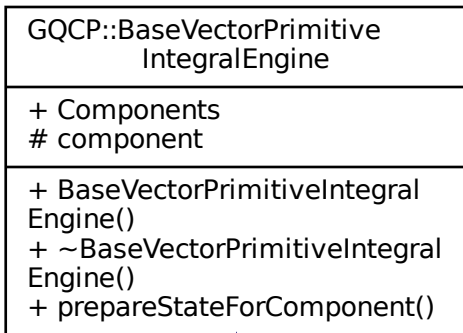 GQCP::BaseVectorPrimitive
IntegralEngine
+ Components
# component
+ BaseVectorPrimitiveIntegral
Engine()
+ ~BaseVectorPrimitiveIntegral
Engine()
+ prepareStateForComponent()